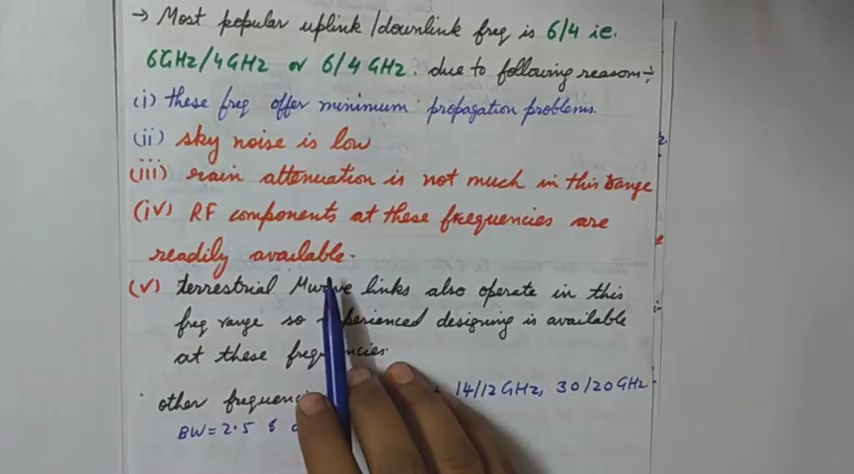 → Most popular uplink/downlink freq is 6/4 i.e.
6GHz/4GHz or 6/4 GHz. due to following reason:-
(i) these freq offer minimum propagation problems.
(ii) sky noise is low
(iii) rain attenuation is not much in this range
(iv) RF components at these frequencies are
readily available.
(v) terrestrial links also operate in this
freq range so designing is available
at these
other 14/12 GHz, 30/20 GHz
BW = 2.5 &